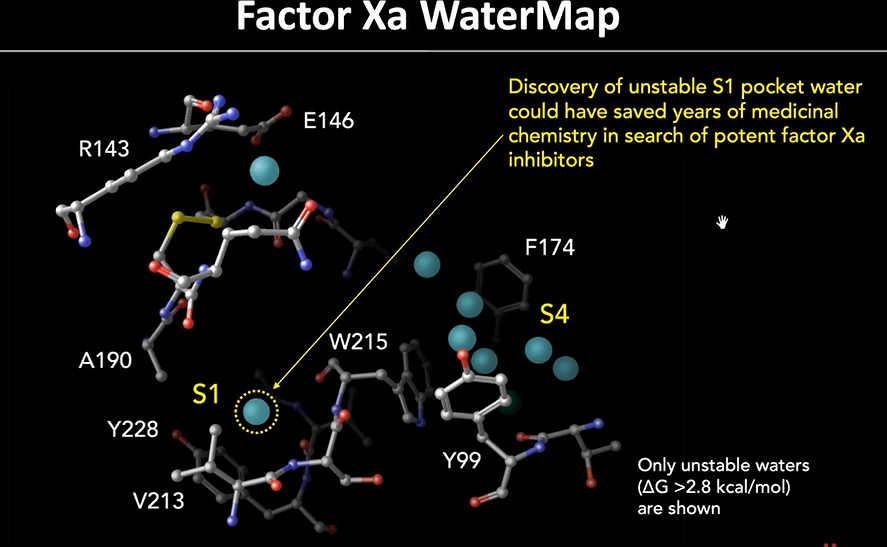 Factor Xa WaterMap
Discovery of unstable S1 pocket water
could have saved years of medicinal
chemistry in search of potent factor Xa
inhibitors
E146
R143
F174
S4
W215
A190
S1
Y228
Y99
V213
Only unstable waters
(ΔG >2.8 kcal/mol)
are shown